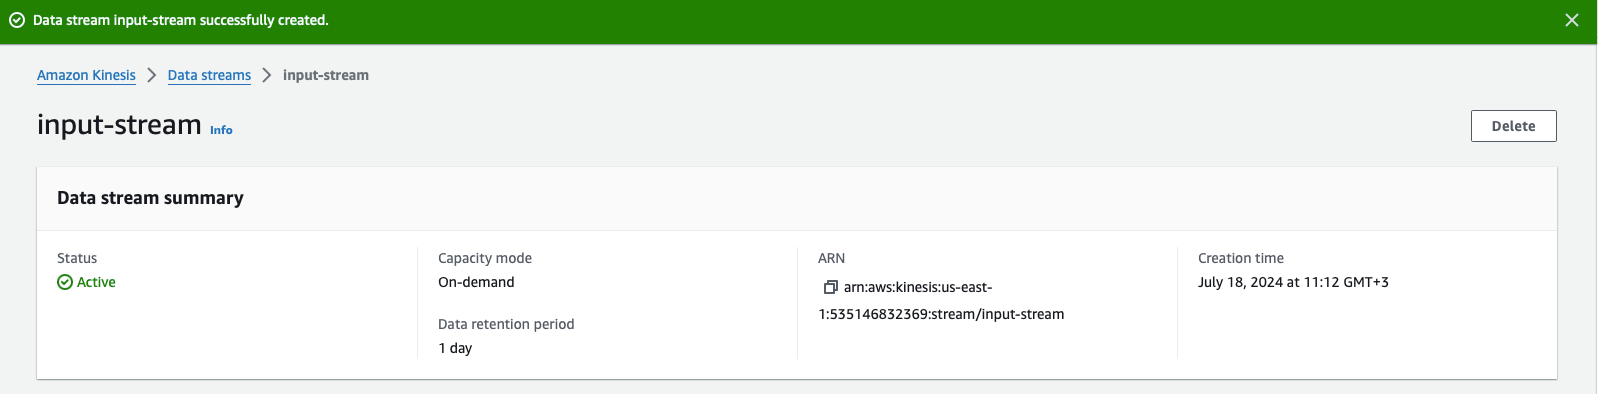 Data stream input-stream successfully created.
Amazon Kinesis > Data streams > input-stream
input-stream Info
Delete
Data stream summary
Status
Active
Capacity mode
On-demand
Data retention period
1 day
ARN
arn:aws:kinesis:us-east-
1:535146832369:stream/input-stream
Creation time
July 18, 2024 at 11:12 GMT+3